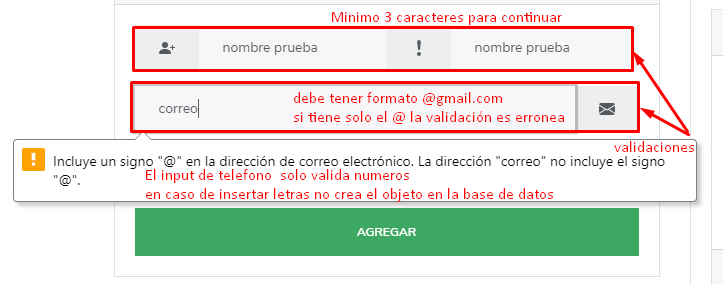 Minimo 3 caracteres para continuar
nombre prueba
nombre prueba
debe tener formato @gmail.com
correo
si tiene solo el @ la validación es erronea
validaciones
Incluye un signo "@" en la dirección de correo electrónico. La dirección "correo" no incluye el signo
"@".
El input de telefono solo valida numeros
en caso de insertar letras no crea el objeto en la base de datos
AGREGAR